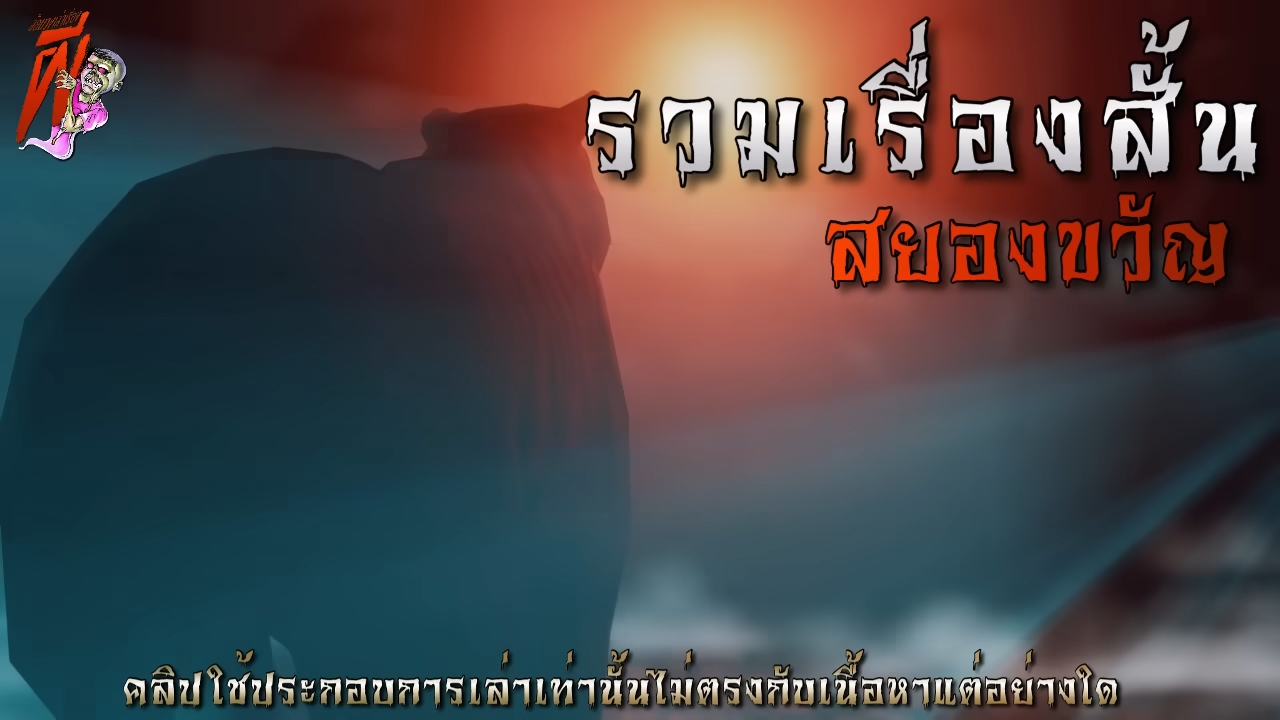 ผี
รวมเรื่องสั้น
สยองขวัญ
คลิปใช้ประกอบการเล่าเท่านั้นไม่ตรงกับเนื้อหาแต่อย่างใด